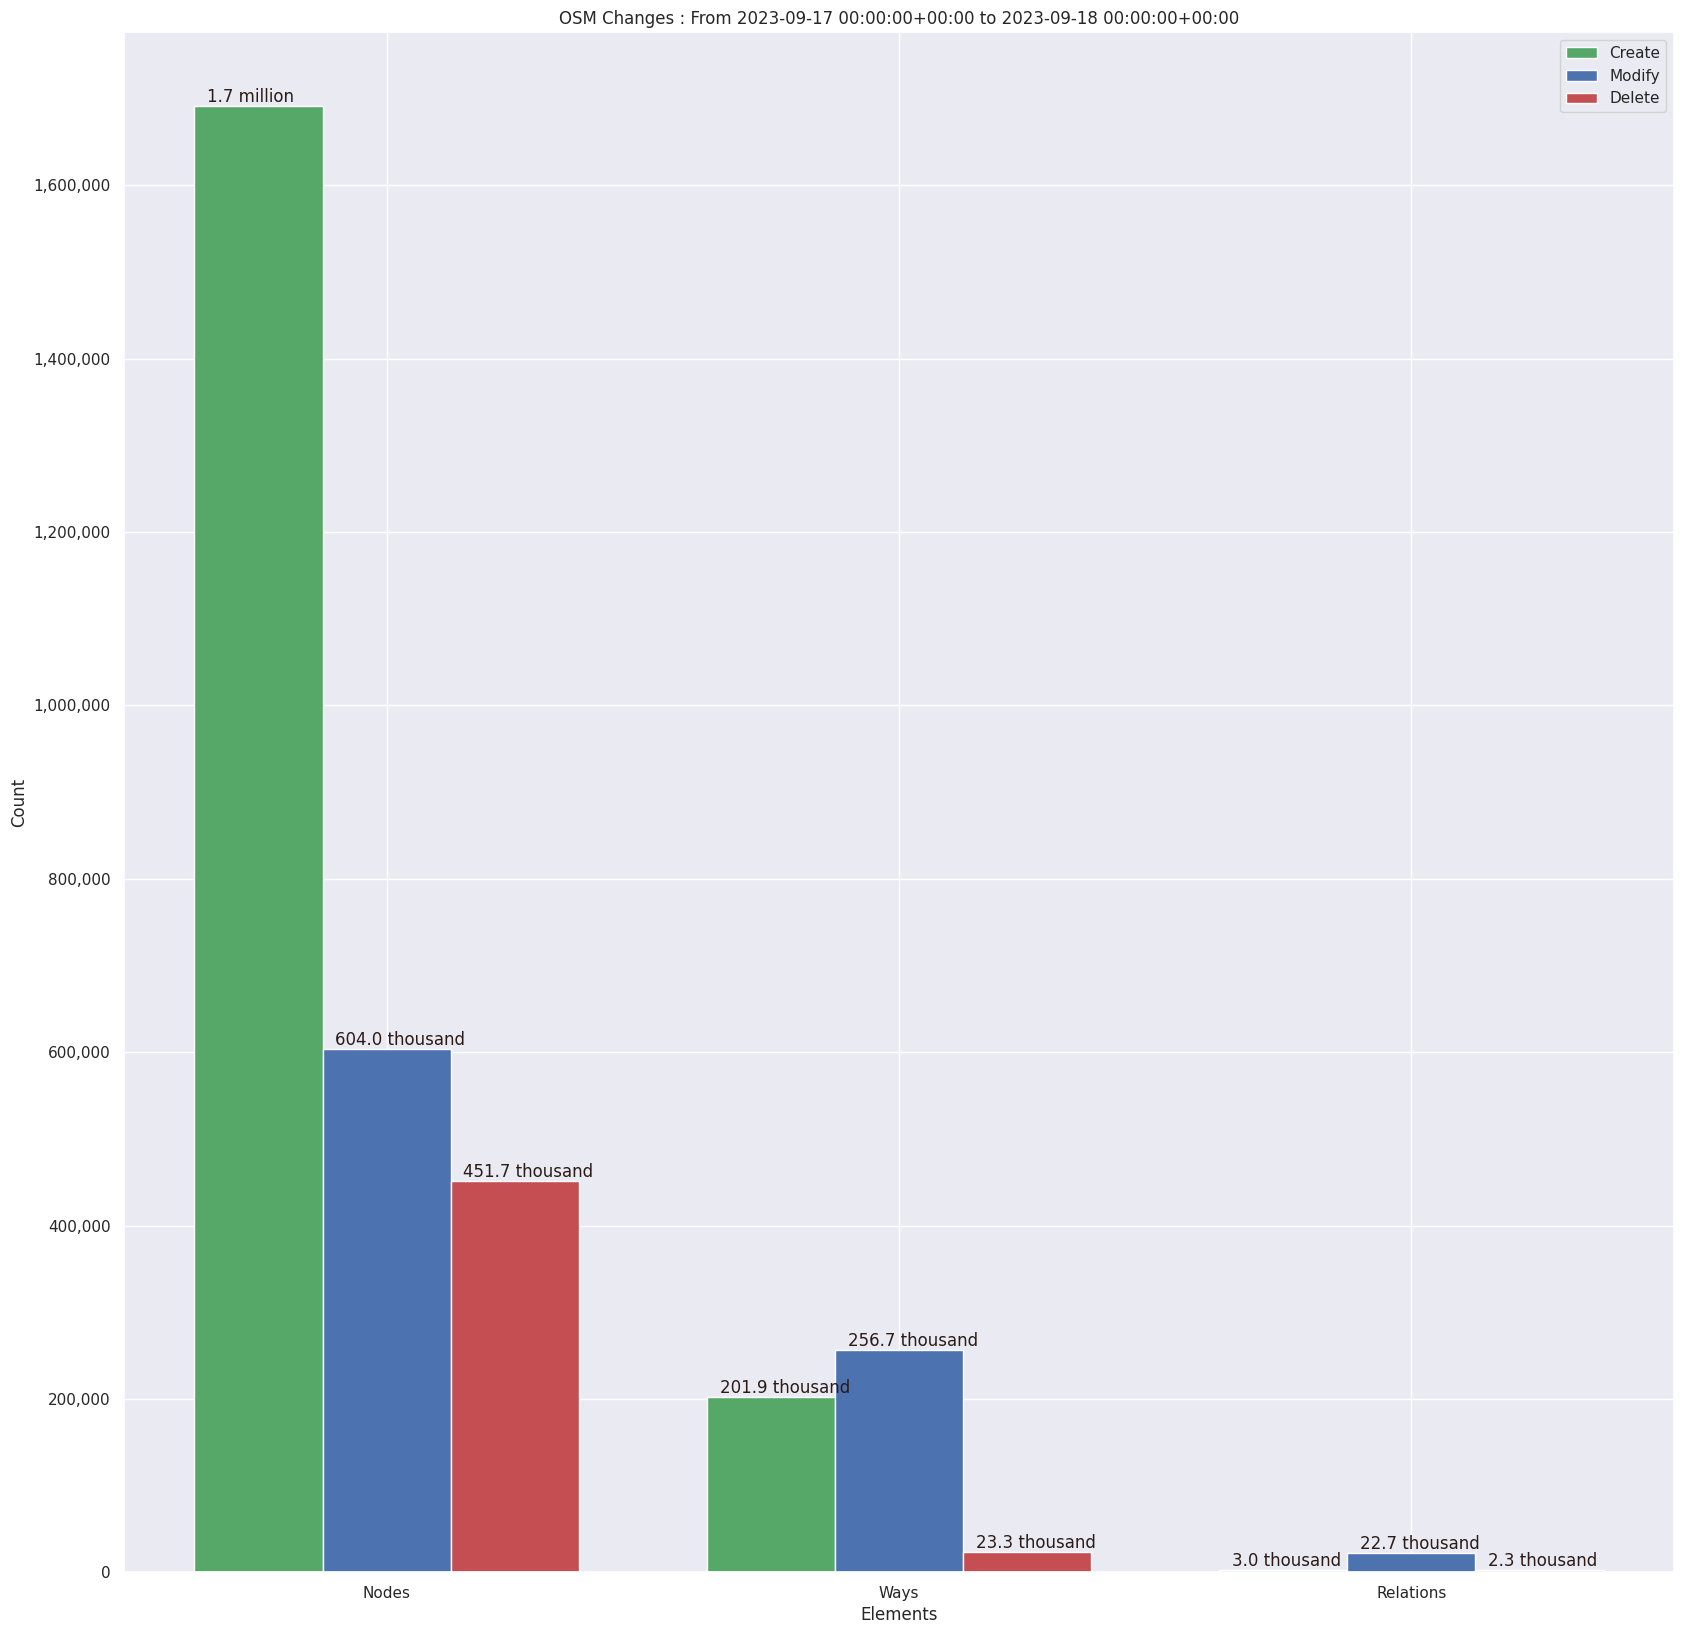 OSM Changes : From 2023-09-17 00:00:00+00:00 to 2023-09-18 00:00:00+00:00
Create
Modify
Delete
1.7 million
1,600,000
1,400,000
1,200,000
1,000,000
Count
800,000
604.0 thousand
600,000
451.7 thousand
400,000
256.7 thousand
201.9 thousand
200,000
23.3 thousand
22.7 thousand
3.0 thousand
2.3 thousand
0
Nodes
Ways
Relations
Elements